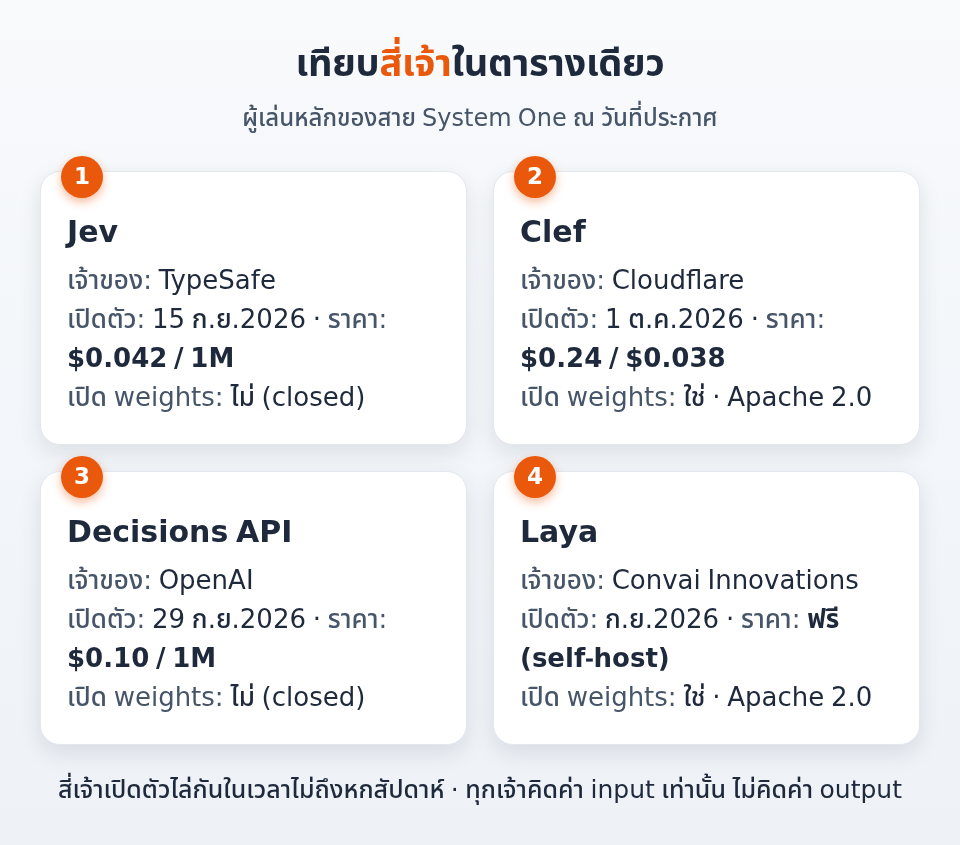 เทียบสี่เจ้าในตารางเดียว
ผู้เล่นหลักของสาย System One ณ วันที่ประกาศ
1
Jev
เจ้าของ: TypeSafe
เปิดตัว: 15 ก.ย.2026 · ราคา:
$0.042 / 1M
เปิด weights: ไม่ (closed)
2
Clef
เจ้าของ: Cloudflare
เปิดตัว: 1 ต.ค.2026 · ราคา:
$0.24 / $0.038
เปิด weights: ใช่ · Apache 2.0
3
Decisions API
เจ้าของ: OpenAI
เปิดตัว: 29 ก.ย.2026 · ราคา:
$0.10 / 1M
เปิด weights: ไม่ (closed)
4
Laya
เจ้าของ: Convai Innovations
เปิดตัว: ก.ย.2026 · ราคา: ฟรี
(self-host)
เปิด weights: ใช่ · Apache 2.0
สี่เจ้าเปิดตัวไล่กันในเวลาไม่ถึงหกสัปดาห์ · ทุกเจ้าคิดค่า input เท่านั้น ไม่คิดค่า output